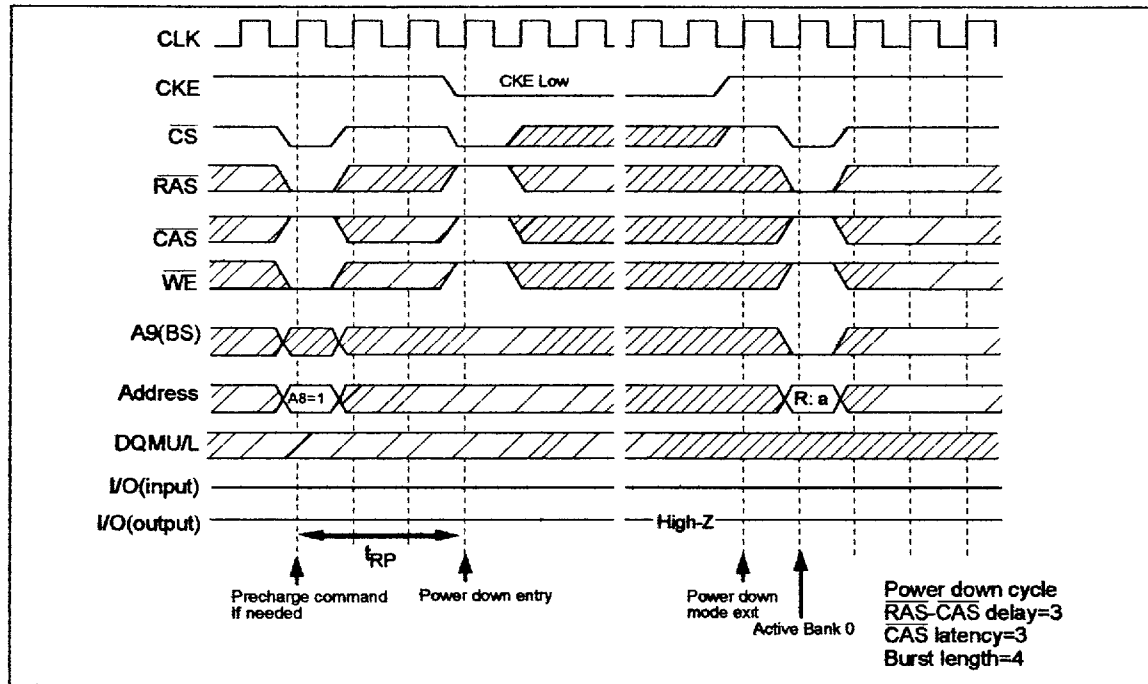 CLK
CKE
CKE Low
CS
RAS
CAS
WE
A9(BS)
Address
A8=1
R: a
DQMU/L
I/O(input)
I/O(output)
High-Z
tRP
Precharge command
If needed
Power down entry
Power down
mode exit
Active Bank 0
Power down cycle
RAS-CAS delay=3
CAS latency=3
Burst length=4